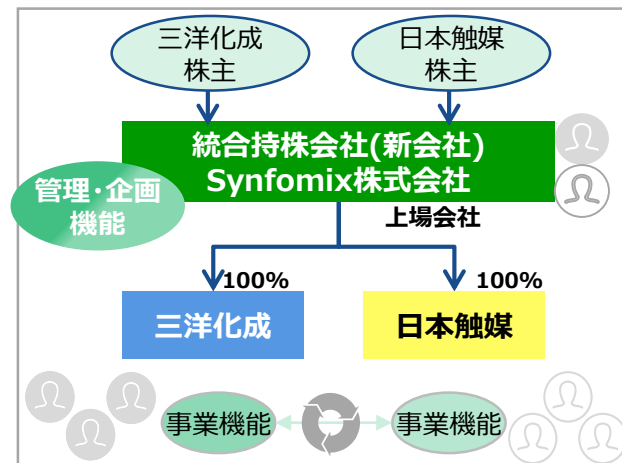 三洋化成
株主
日本触媒
株主
統合持株会社(新会社)
Synfomix株式会社
管理・企画
機能
上場会社
100%
100%
三洋化成
日本触媒
事業機能
事業機能